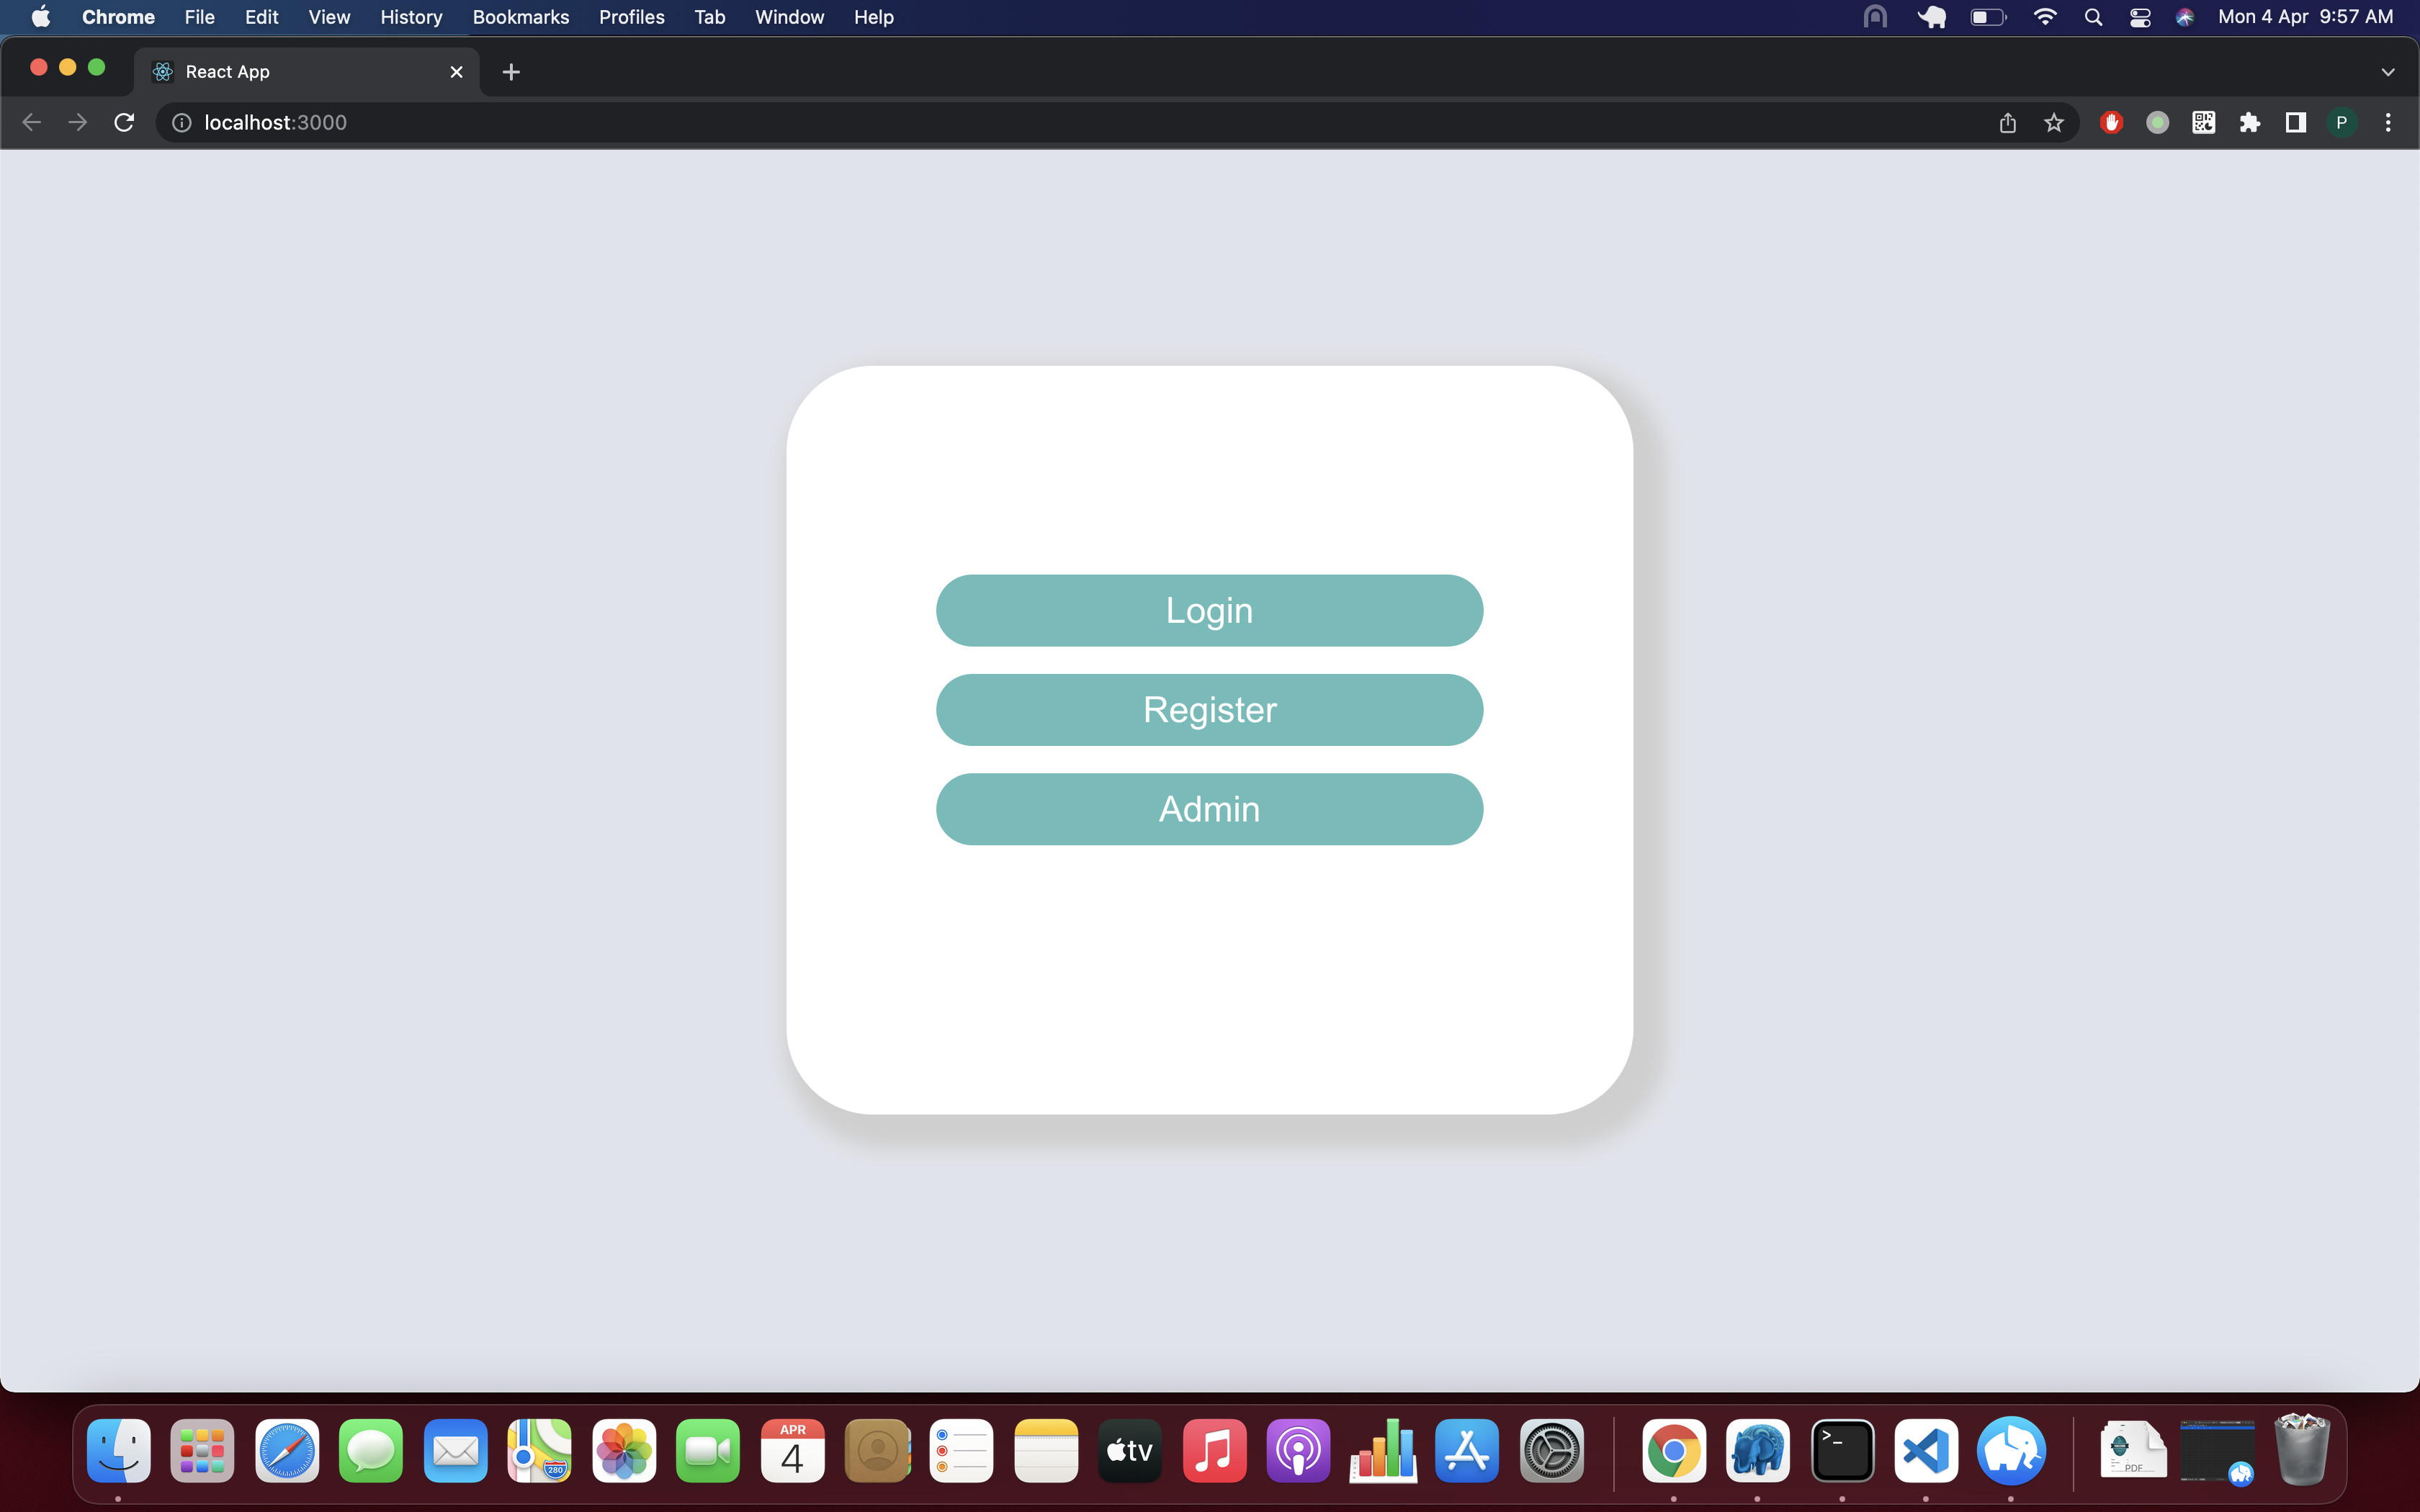 Chrome File Edit View History Bookmarks Profiles Tab Window Help Mon 4 Apr 9:57 AM
React App
localhost:3000 P
Login
Register
Admin
APR
4
280
tv
>_
PDF